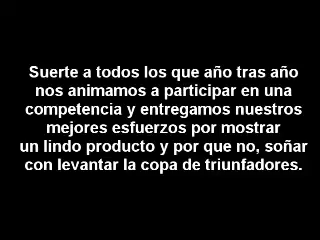 Suerte a todos los que año tras año
nos animamos a participar en una
competencia y entregamos nuestros
mejores esfuerzos por mostrar
un lindo producto y por que no, soñar
con levantar la copa de triunfadores.